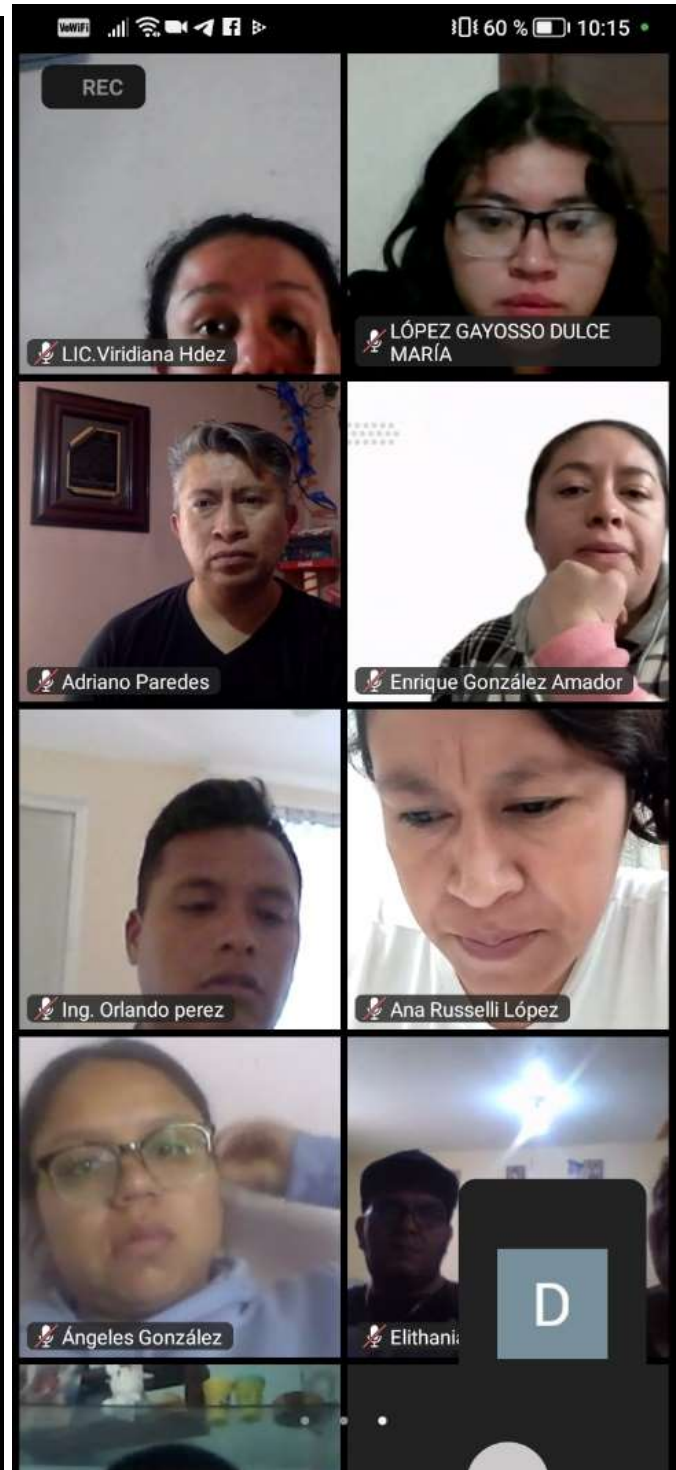 VoWiFi
60 % 10:15
REC
LIC.Viridiana Hdez
LÓPEZ GAYOSSO DULCE
MARÍA
Adriano Paredes
Enrique González Amador
Ing. Orlando perez
Ana Russelli López
Ángeles González
Elithania
D